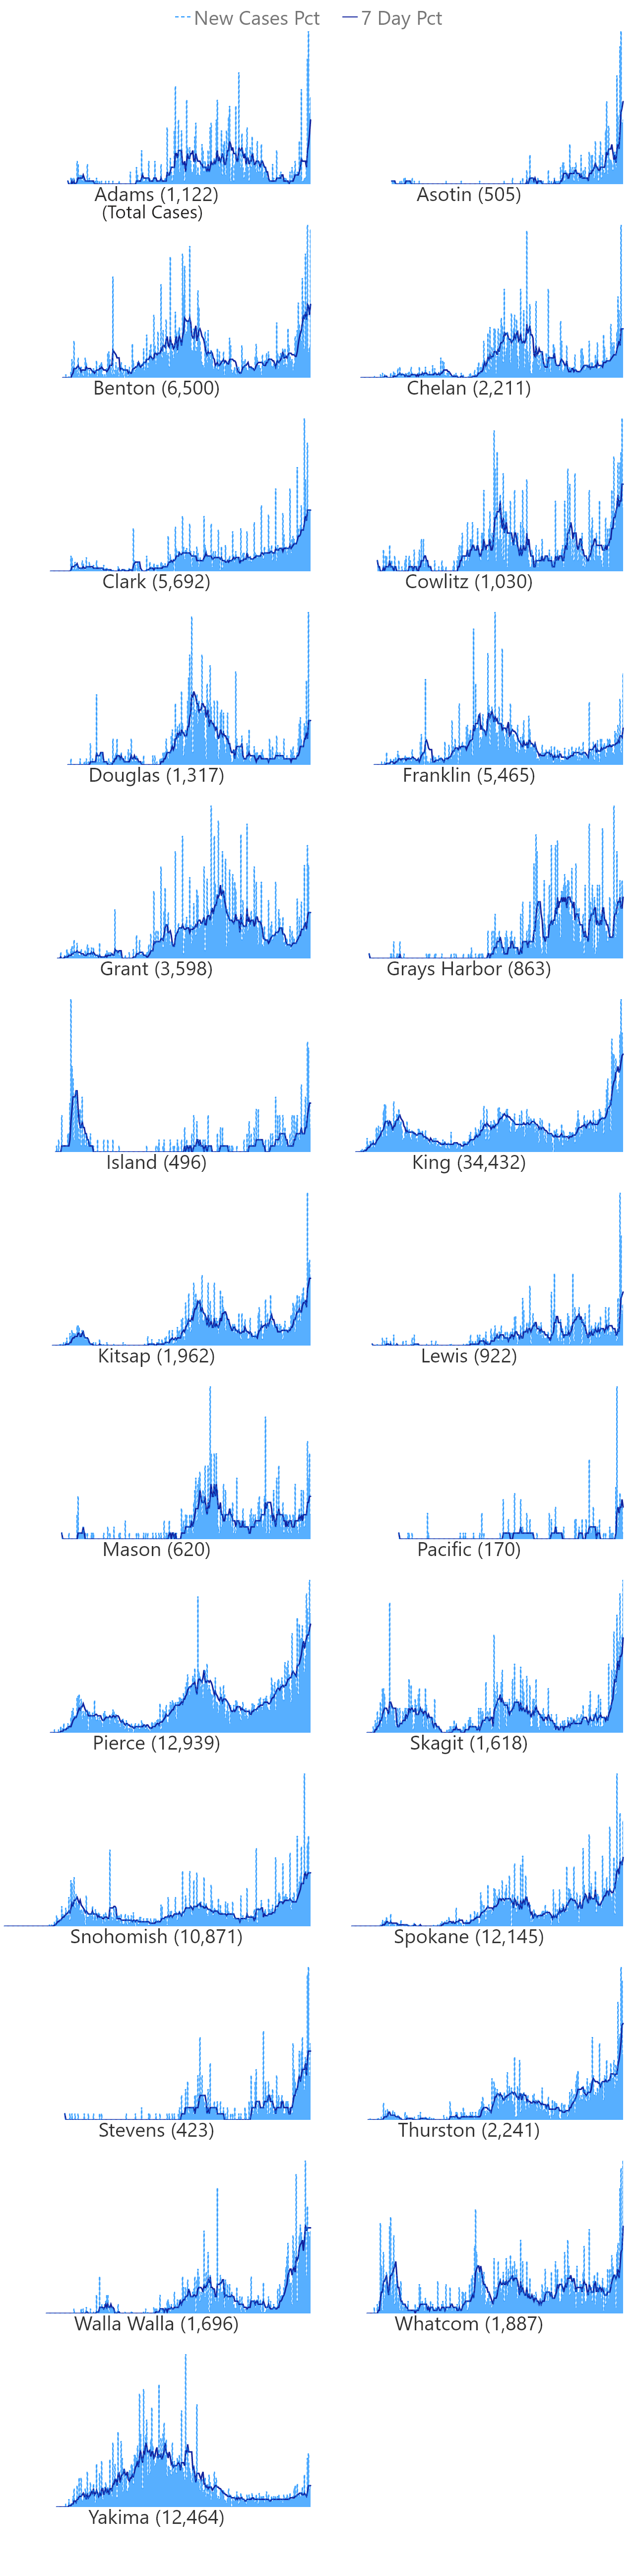 New Cases Pct 7 Day Pct
Adams (1,122)
(Total Cases)
Asotin (505)
Benton (6,500)
Chelan (2,211)
Clark (5,692)
Cowlitz (1,030)
Douglas (1,317)
Franklin (5,465)
Grant (3,598)
Grays Harbor (863)
Island (496)
King (34,432)
Kitsap (1,962)
Lewis (922)
Mason (620)
Pacific (170)
Pierce (12,939)
Skagit (1,618)
Snohomish (10,871)
Spokane (12,145)
Stevens (423)
Thurston (2,241)
Walla Walla (1,696)
Whatcom (1,887)
Yakima (12,464)